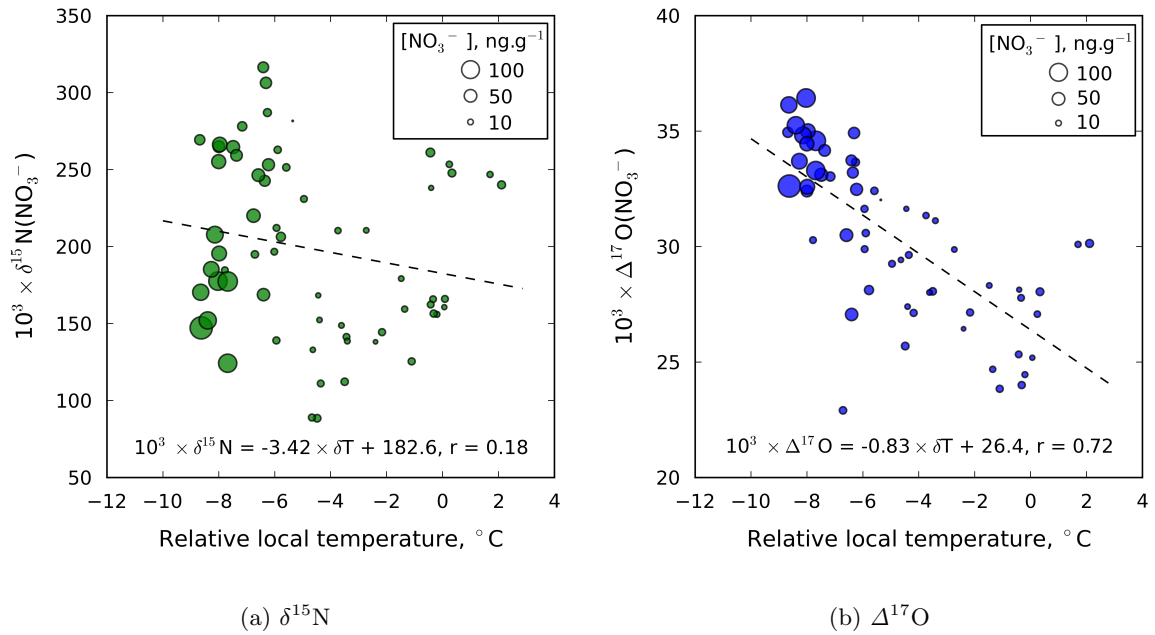 350
300
250
200
150
100
50
10³ × δ¹⁵N(NO₃⁻)
[NO₃⁻ ], ng.g⁻¹
100
50
10
10³ × δ¹⁵N = -3.42 × δT + 182.6, r = 0.18
−12 −10 −8 −6 −4 −2 0 2 4
Relative local temperature, °C
(a) δ¹⁵N
40
35
30
25
20
10³ × Δ¹⁷O(NO₃⁻)
[NO₃⁻ ], ng.g⁻¹
100
50
10
10³ × Δ¹⁷O = -0.83 × δT + 26.4, r = 0.72
−12 −10 −8 −6 −4 −2 0 2 4
Relative local temperature, °C
(b) Δ¹⁷O